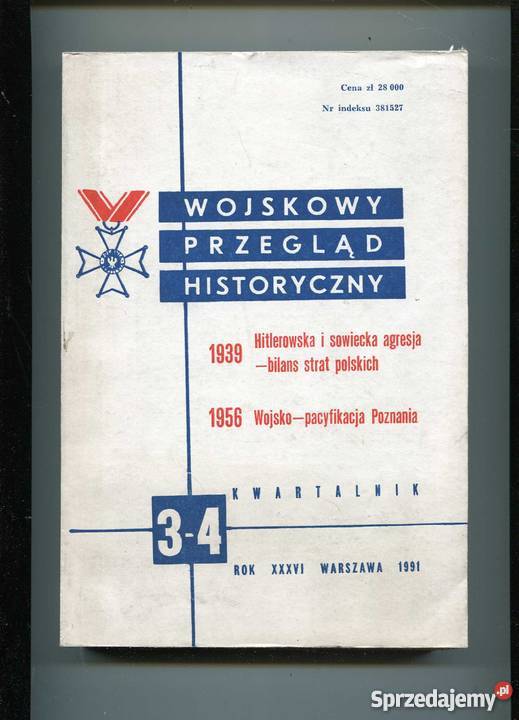 Cena zł 28 000
Nr indeksu 381527
WOJSKOWY
PRZEGLĄD
HISTORYCZNY
1939 Hitlerowska i sowiecka agresja
—bilans strat polskich
1956 Wojsko—pacyfikacja Poznania
KWARTALNIK
3-4
ROK XXXVI WARSZAWA 1991
Sprzedajemy.pl